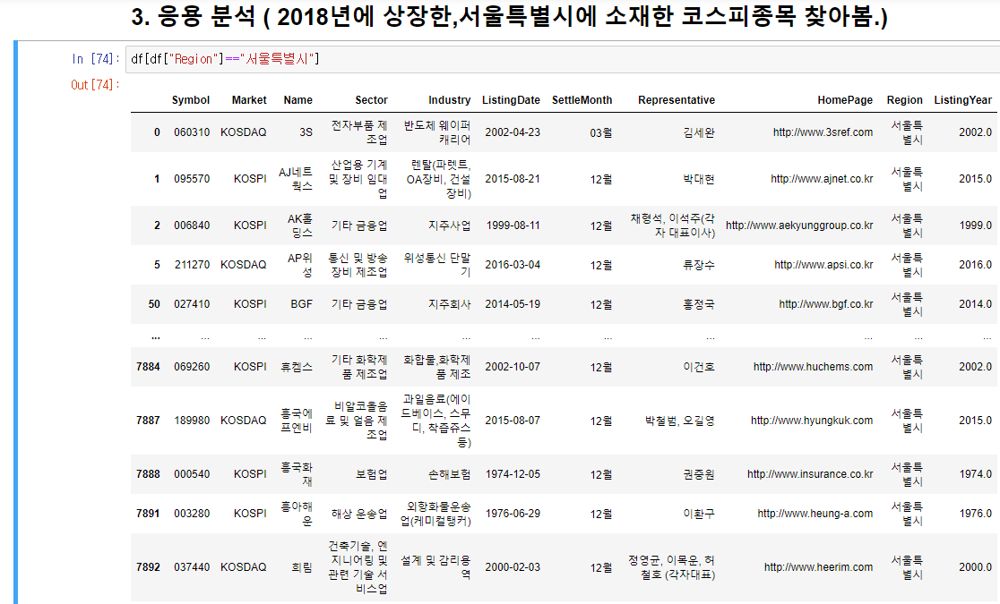 3. 응용 분석 ( 2018년에 상장한,서울특별시에 소재한 코스피종목 찾아봄.)
In [74]: df[df["Region"]=="서울특별시"]
Out[74]:
Symbol Market Name Sector Industry ListingDate SettleMonth Representative HomePage Region ListingYear
0 060310 KOSDAQ 3S 전자부품 제조업 반도체 웨이퍼 캐리어 2002-04-23 03월 김세완 http://www.3sref.com 서울특별시 2002.0
1 095570 KOSPI AJ네트웍스 산업용 기계 및 장비 임대업 렌탈(파렛트, OA장비, 건설장비) 2015-08-21 12월 박대현 http://www.ajnet.co.kr 서울특별시 2015.0
2 006840 KOSPI AK홀딩스 기타 금융업 지주사업 1999-08-11 12월 채형석, 이석주(각자 대표이사) http://www.aekyunggroup.co.kr 서울특별시 1999.0
5 211270 KOSDAQ AP위성 통신 및 방송 장비 제조업 위성통신 단말기 2016-03-04 12월 류장수 http://www.apsi.co.kr 서울특별시 2016.0
50 027410 KOSPI BGF 기타 금융업 지주회사 2014-05-19 12월 홍정국 http://www.bgf.co.kr 서울특별시 2014.0
... ... ... ... ... ... ... ... ... ... ... ...
7884 069260 KOSPI 휴켐스 기타 화학제품 제조업 화합물,화학제품 제조 2002-10-07 12월 이건호 http://www.huchems.com 서울특별시 2002.0
7887 189980 KOSDAQ 흥국에프엔비 비알코올음료 및 얼음 제조업 과일음료(에이드베이스, 스무디, 착즙쥬스 등) 2015-08-07 12월 박철범, 오길영 http://www.hyungkuk.com 서울특별시 2015.0
7888 000540 KOSPI 흥국화재 보험업 손해보험 1974-12-05 12월 권중원 http://www.insurance.co.kr 서울특별시 1974.0
7891 003280 KOSPI 흥아해운 해상 운송업 외항화물운송업(케미컬탱커) 1976-06-29 12월 이환구 http://www.heung-a.com 서울특별시 1976.0
7892 037440 KOSDAQ 희림 건축기술, 엔지니어링 및 관련 기술 서비스업 설계 및 감리용역 2000-02-03 12월 정영균, 이목운, 허철호 (각자대표) http://www.heerim.com 서울특별시 2000.0